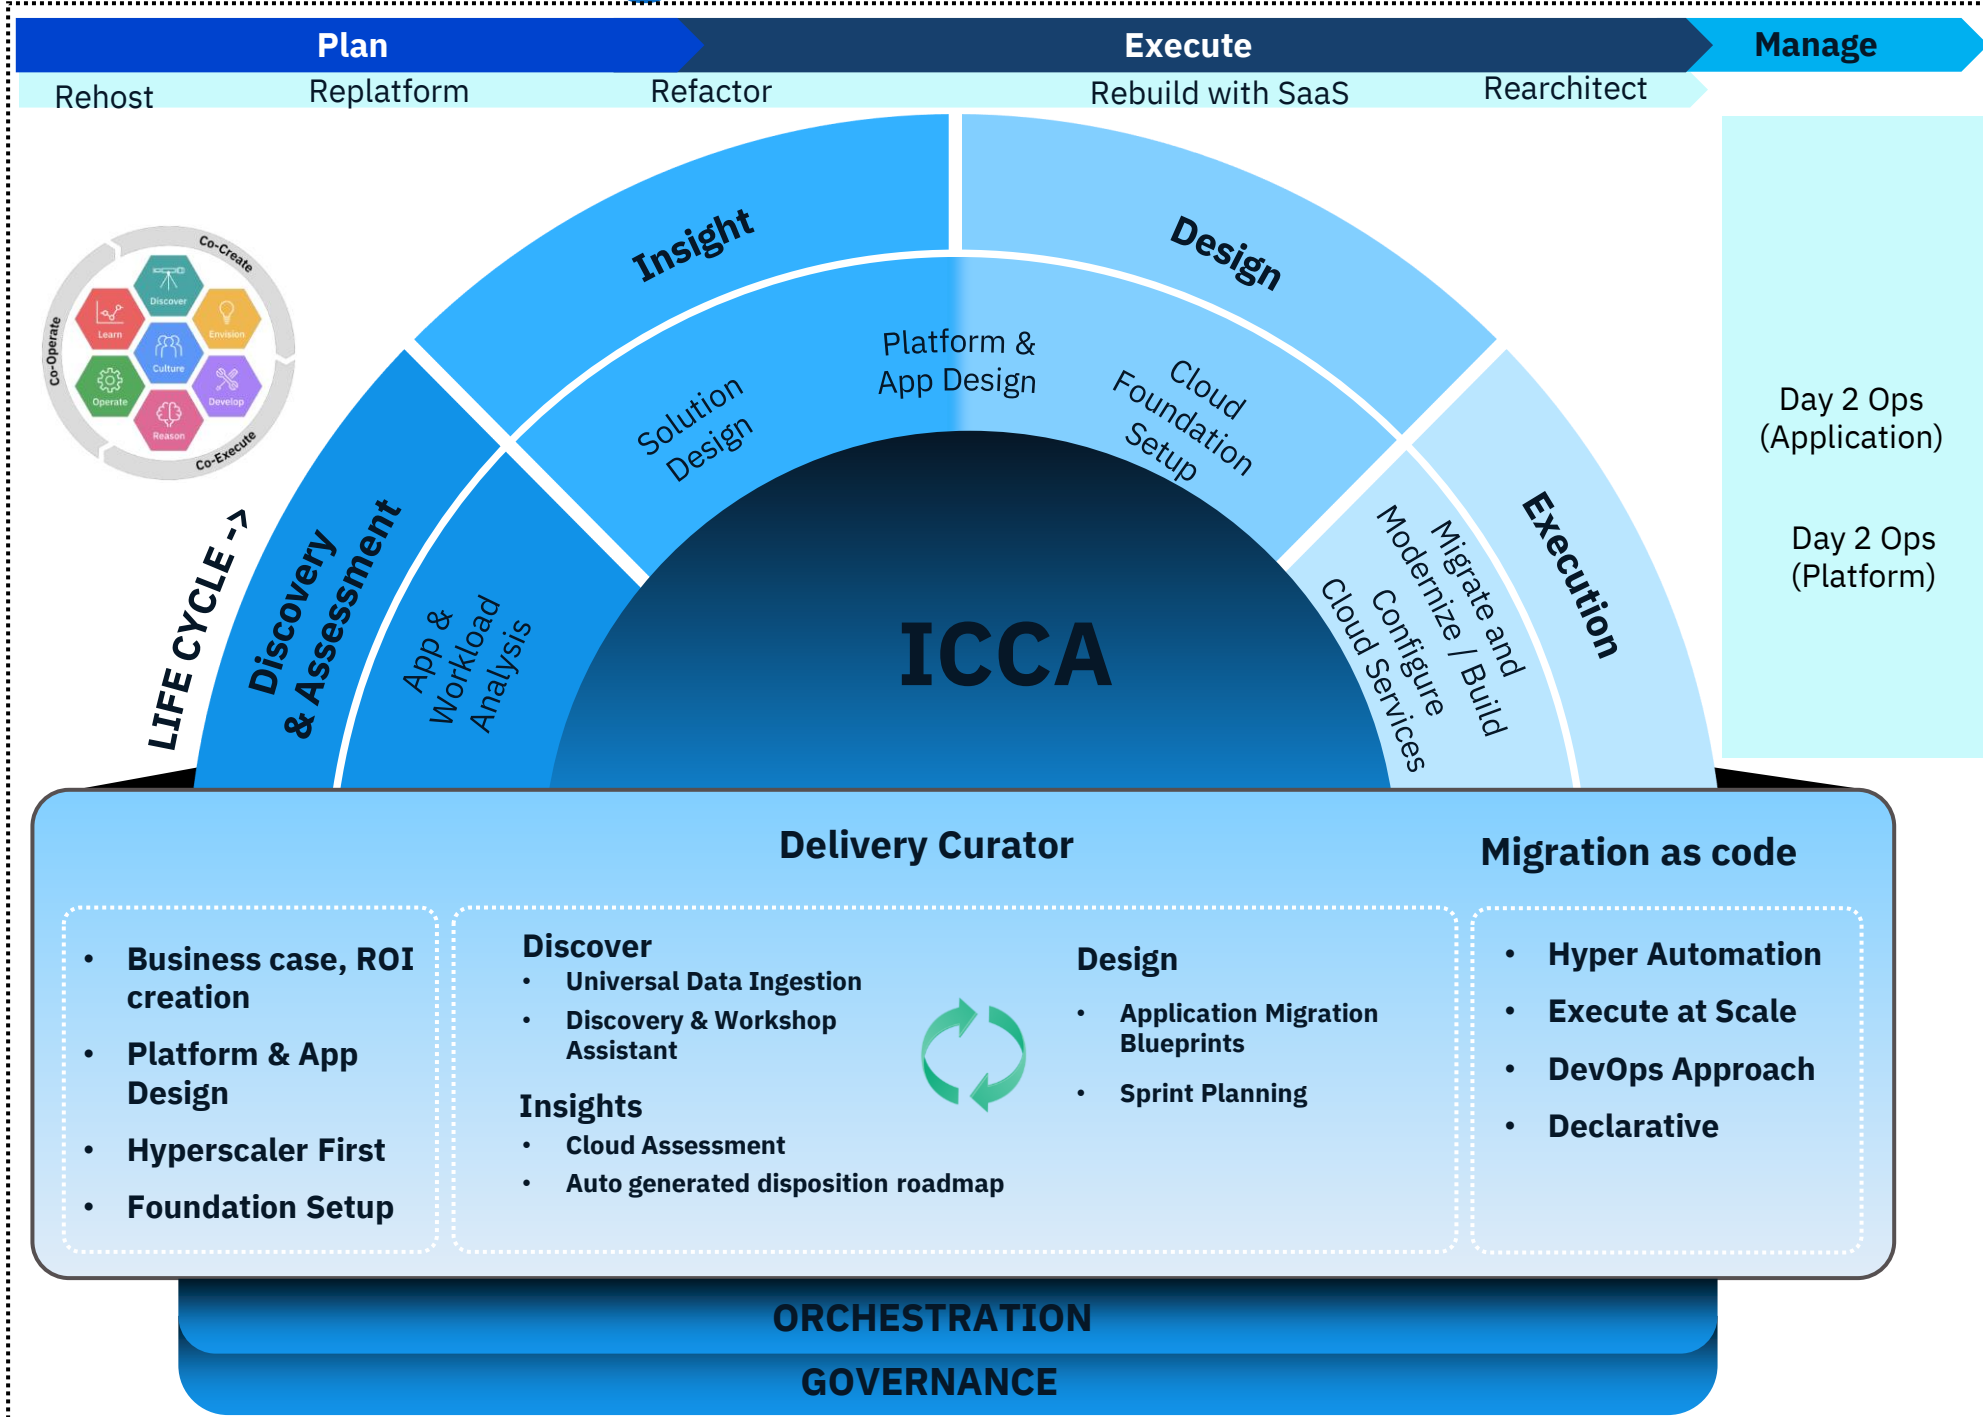 Plan
Execute
Manage
Rehost
Replatform
Refactor
Rebuild with SaaS
Rearchitect
Co-Create
Co-Operate
Co-Execute
Discover
Learn
Envision
Culture
Operate
Develop
Reason
LIFE CYCLE ->
Discovery
& Assessment
Insight
Design
Execution
App &
Workload
Analysis
Solution
Design
Platform &
App Design
Cloud
Foundation
Setup
Migrate and
Modernize / Build
Configure
Cloud Services
ICCA
Day 2 Ops
(Application)
Day 2 Ops
(Platform)
Delivery Curator
Migration as code
• Business case, ROI
creation
• Platform & App
Design
• Hyperscaler First
• Foundation Setup
Discover
• Universal Data Ingestion
• Discovery & Workshop
Assistant
Insights
• Cloud Assessment
• Auto generated disposition roadmap
Design
• Application Migration
Blueprints
• Sprint Planning
• Hyper Automation
• Execute at Scale
• DevOps Approach
• Declarative
ORCHESTRATION
GOVERNANCE